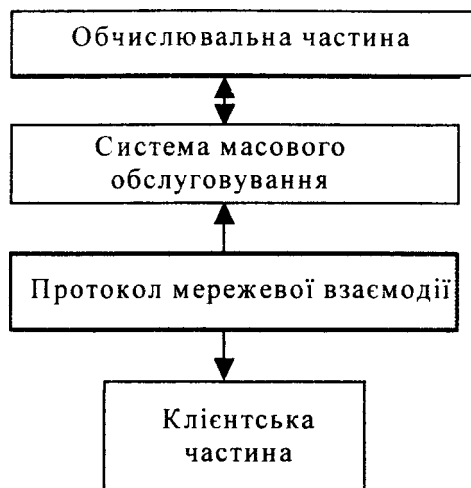 Обчислювальна частина
Система масового
обслуговування
Протокол мережевої взаємодії
Клієнтська
частина